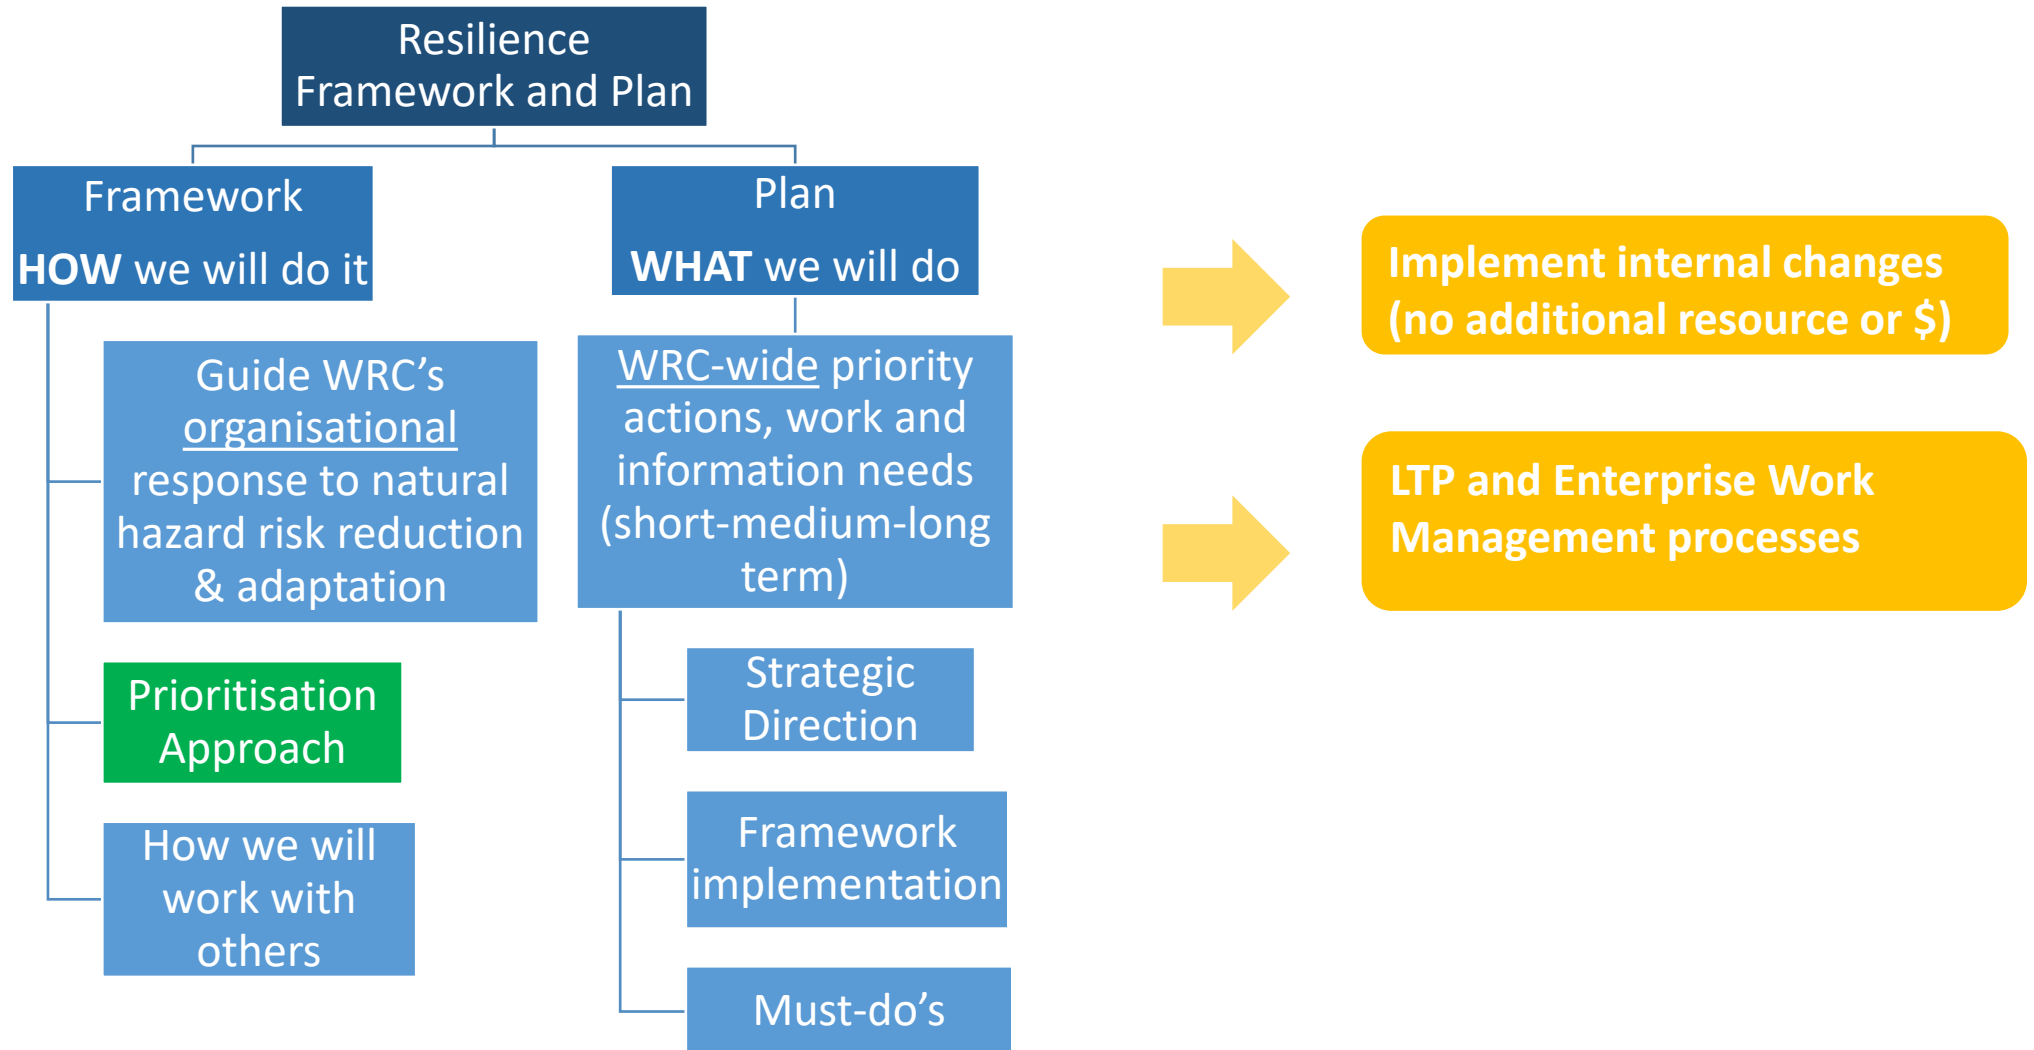 Resilience
Framework and Plan
Framework
HOW we will do it
Guide WRC’s
organisational
response to natural
hazard risk reduction
& adaptation
Prioritisation
Approach
How we will
work with
others
Plan
WHAT we will do
WRC-wide priority
actions, work and
information needs
(short-medium-long
term)
Strategic
Direction
Framework
implementation
Must-do’s
Implement internal changes
(no additional resource or $)
LTP and Enterprise Work
Management processes